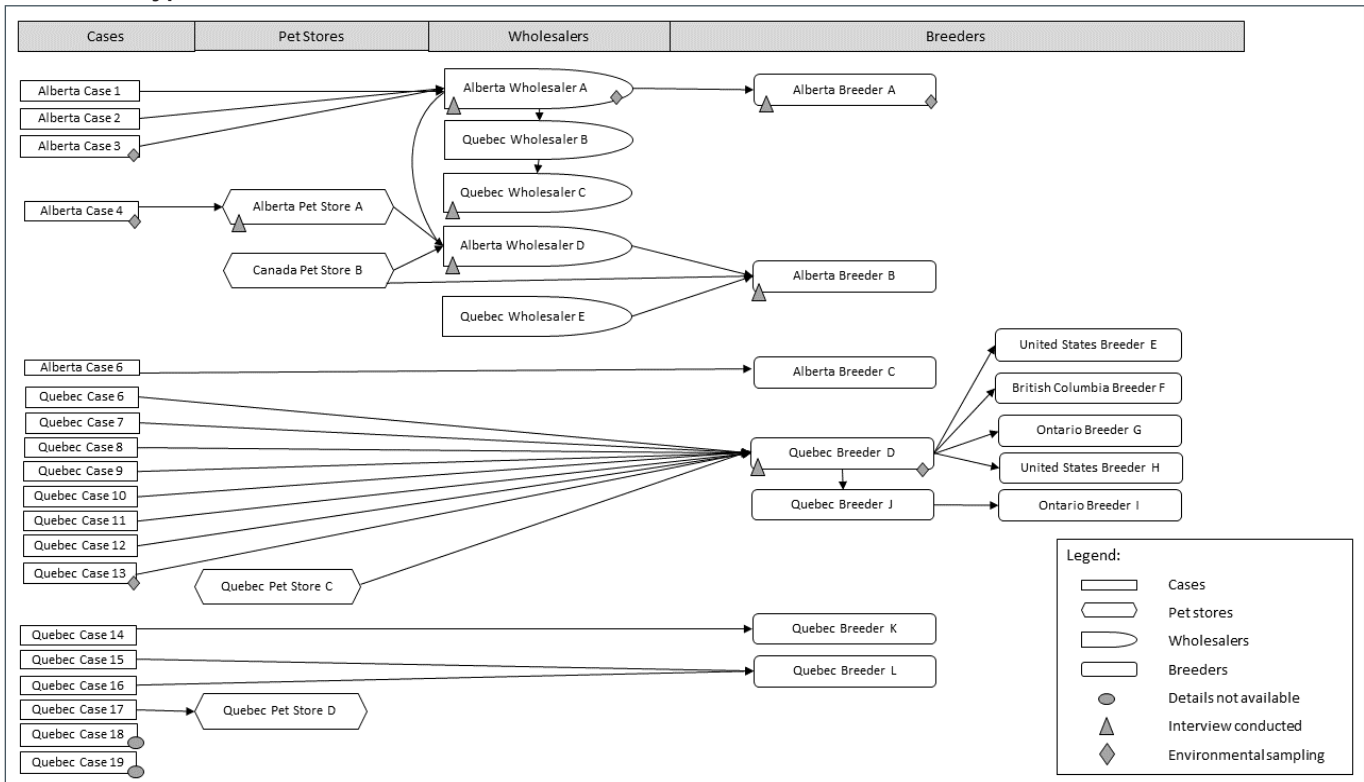 Cases
Pet Stores
Wholesalers
Breeders
Alberta Case 1
Alberta Case 2
Alberta Case 3
Alberta Case 4
Alberta Pet Store A
Canada Pet Store B
Alberta Wholesaler A
Quebec Wholesaler B
Quebec Wholesaler C
Alberta Wholesaler D
Quebec Wholesaler E
Alberta Breeder A
Alberta Breeder B
Alberta Case 6
Alberta Breeder C
Quebec Case 6
Quebec Case 7
Quebec Case 8
Quebec Case 9
Quebec Case 10
Quebec Case 11
Quebec Case 12
Quebec Case 13
Quebec Pet Store C
Quebec Breeder D
Quebec Breeder J
United States Breeder E
British Columbia Breeder F
Ontario Breeder G
United States Breeder H
Ontario Breeder I
Quebec Case 14
Quebec Case 15
Quebec Case 16
Quebec Case 17
Quebec Case 18
Quebec Case 19
Quebec Pet Store D
Quebec Breeder K
Quebec Breeder L
Legend:
Cases
Pet stores
Wholesalers
Breeders
Details not available
Interview conducted
Environmental sampling